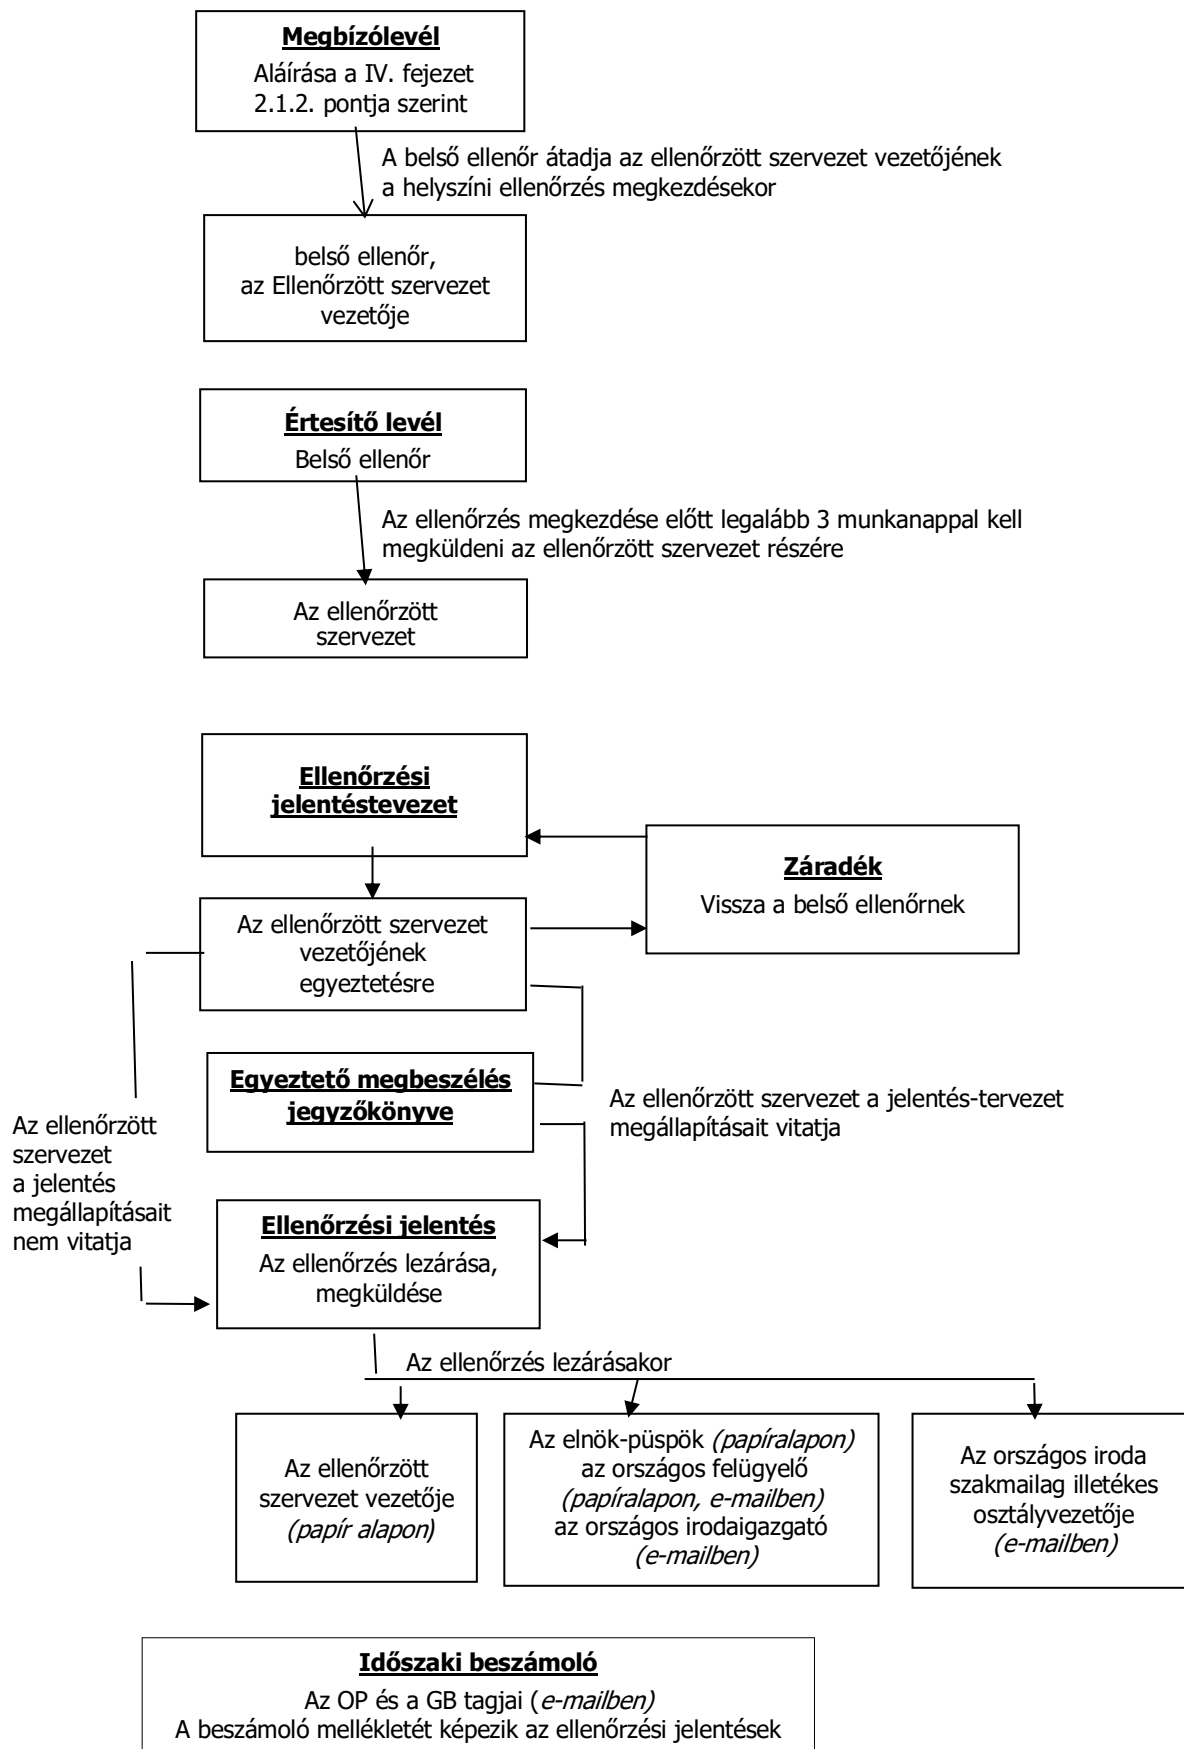 Megbízólevél
Aláírása a IV. fejezet
2.1.2. pontja szerint
A belső ellenőr átadja az ellenőrzött szervezet vezetőjének
a helyszíni ellenőrzés megkezdésekor
belső ellenőr,
az Ellenőrzött szervezet
vezetője
Értesítő levél
Belső ellenőr
Az ellenőrzés megkezdése előtt legalább 3 munkanappal kell
megküldeni az ellenőrzött szervezet részére
Az ellenőrzött
szervezet
Ellenőrzési
jelentéstevezet
Záradék
Vissza a belső ellenőrnek
Az ellenőrzött szervezet
vezetőjének
egyeztetésre
Egyeztető megbeszélés
jegyzőkönyve
Az ellenőrzött szervezet a jelentés-tervezet
megállapításait vitatja
Az ellenőrzött
szervezet
a jelentés
megállapításait
nem vitatja
Ellenőrzési jelentés
Az ellenőrzés lezárása,
megküldése
Az ellenőrzés lezárásakor
Az ellenőrzött
szervezet vezetője
(papír alapon)
Az elnök-püspök (papíralapon)
az országos felügyelő
(papíralapon, e-mailben)
az országos irodaigazgató
(e-mailben)
Az országos iroda
szakmailag illetékes
osztályvezetője
(e-mailben)
Időszaki beszámoló
Az OP és a GB tagjai (e-mailben)
A beszámoló mellékletét képezik az ellenőrzési jelentések